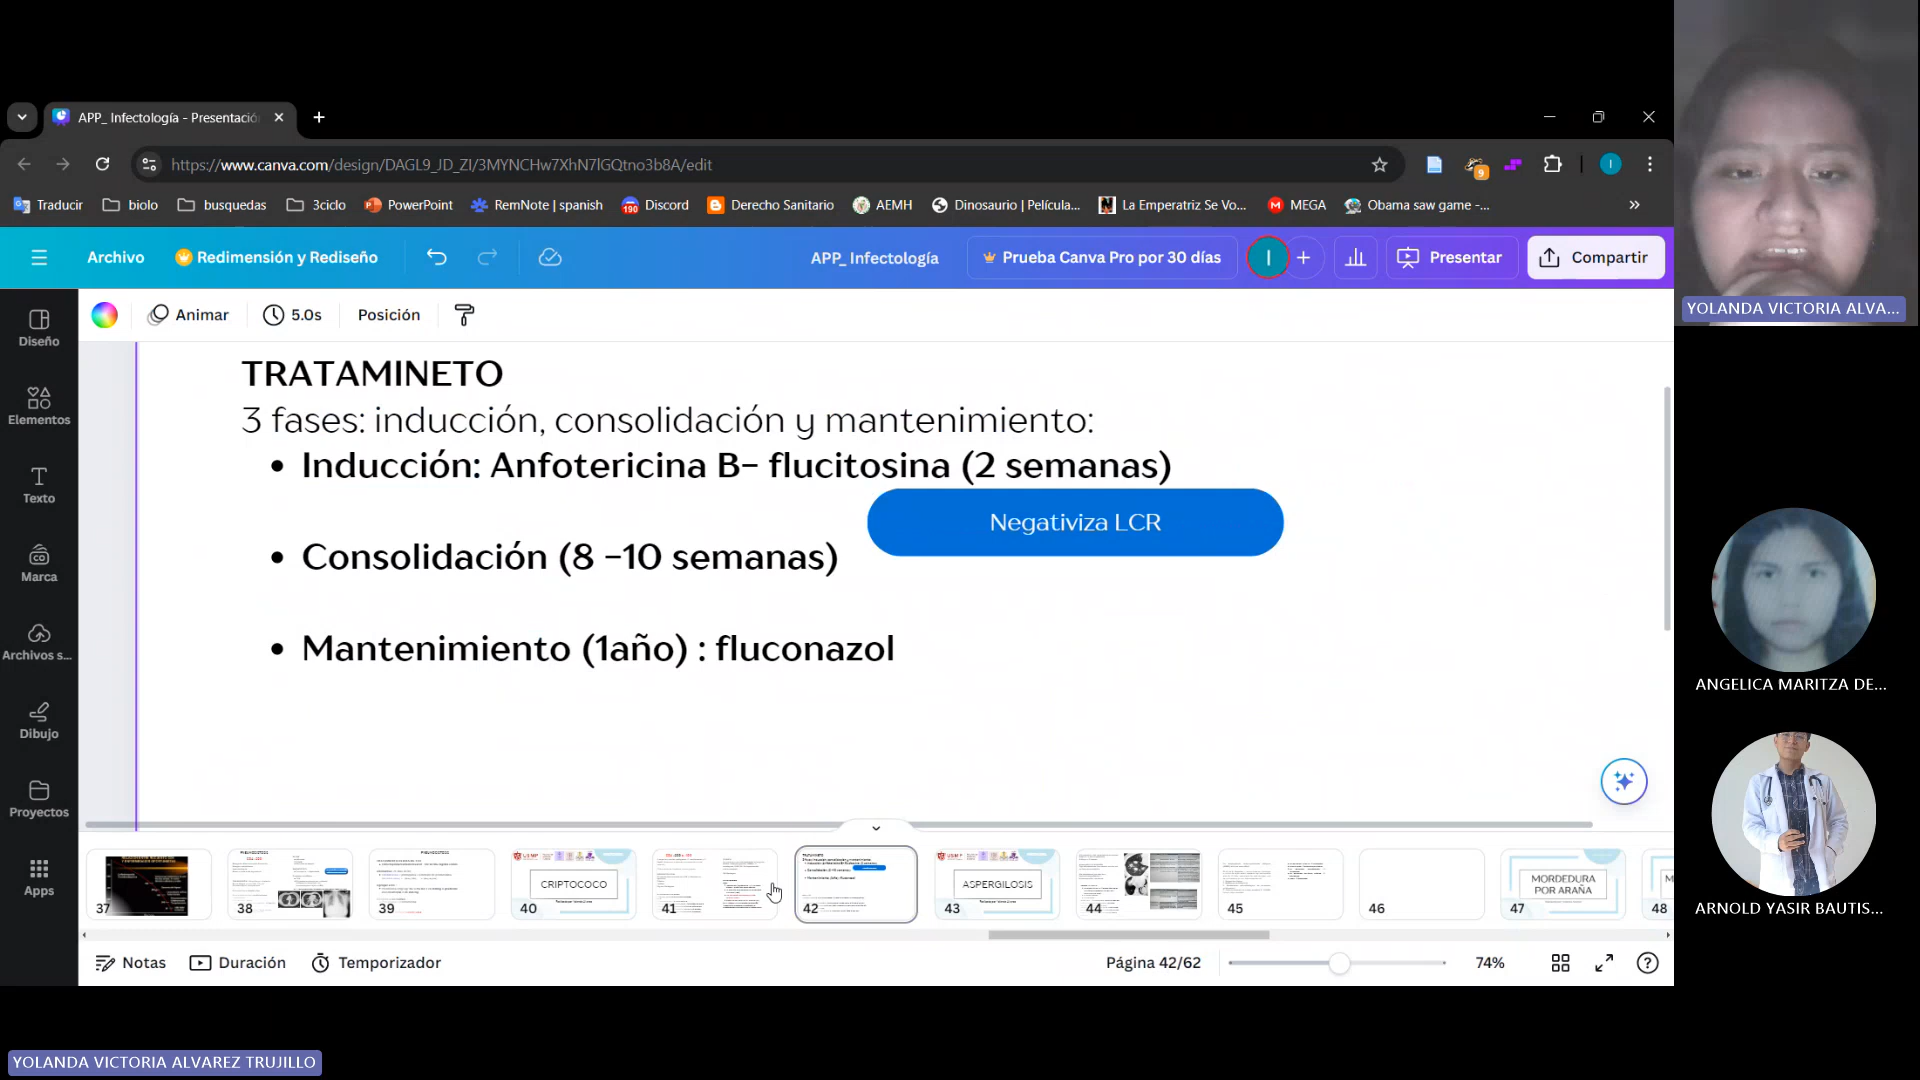 APP_ Infectología - Presentació
https://www.canva.com/design/DAGL9_JD_ZI/3MYNCHw7XhN7lGQtno3b8A/edit
9
I
Traducir
biolo
busquedas
3ciclo
PowerPoint
RemNote | spanish
190
Discord
Derecho Sanitario
AEMH
Dinosaurio | Película...
La Emperatriz Se Vo...
MEGA
Obama saw game -...
Archivo
Redimensión y Rediseño
APP_ Infectología
Prueba Canva Pro por 30 días
I
Presentar
Compartir
Animar
5.0s
Posición
Diseño
Elementos
Texto
Marca
Archivos s...
Dibujo
Proyectos
Apps
TRATAMINETO
3 fases: inducción, consolidación y mantenimiento:
• Inducción: Anfotericina B- flucitosina (2 semanas)
Negativiza LCR
• Consolidación (8 -10 semanas)
• Mantenimiento (1año) : fluconazol
37
38
39
CRIPTOCOCO
40
41
42
ASPERGILOSIS
43
44
45
46
MORDEDURA
POR ARAÑA
47
48
Notas
Duración
Temporizador
Página 42/62
74%
YOLANDA VICTORIA ALVA...
ANGELICA MARITZA DE...
ARNOLD YASIR BAUTIS...
YOLANDA VICTORIA ALVAREZ TRUJILLO